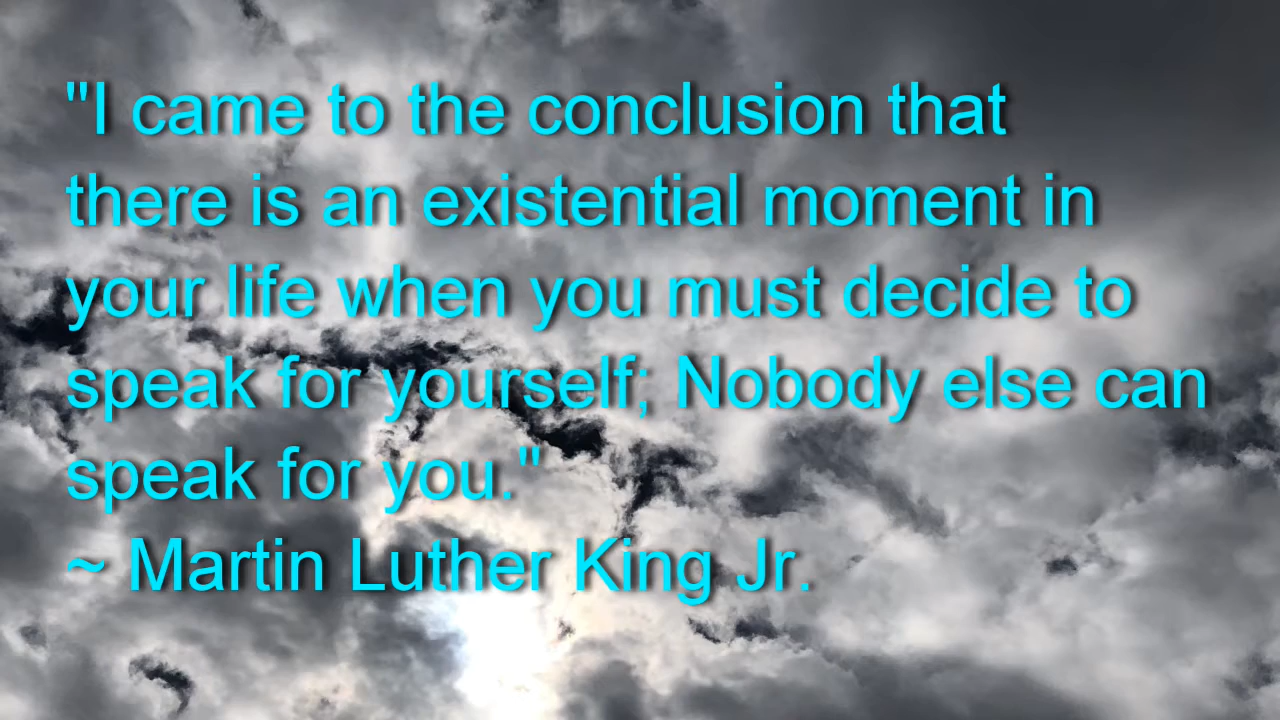 "I came to the conclusion that
there is an existential moment in
your life when you must decide to
speak for yourself; Nobody else can
speak for you."
~ Martin Luther King Jr.